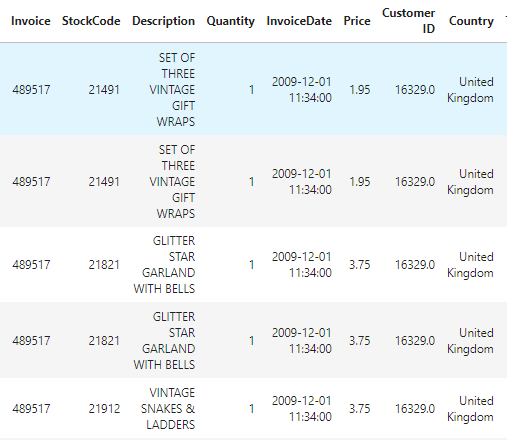 Invoice StockCode Description Quantity InvoiceDate Price Customer ID Country
489517 21491 SET OF THREE VINTAGE GIFT WRAPS 1 2009-12-01 11:34:00 1.95 16329.0 United Kingdom
489517 21491 SET OF THREE VINTAGE GIFT WRAPS 1 2009-12-01 11:34:00 1.95 16329.0 United Kingdom
489517 21821 GLITTER STAR GARLAND WITH BELLS 1 2009-12-01 11:34:00 3.75 16329.0 United Kingdom
489517 21821 GLITTER STAR GARLAND WITH BELLS 1 2009-12-01 11:34:00 3.75 16329.0 United Kingdom
489517 21912 VINTAGE SNAKES & LADDERS 1 2009-12-01 11:34:00 3.75 16329.0 United Kingdom